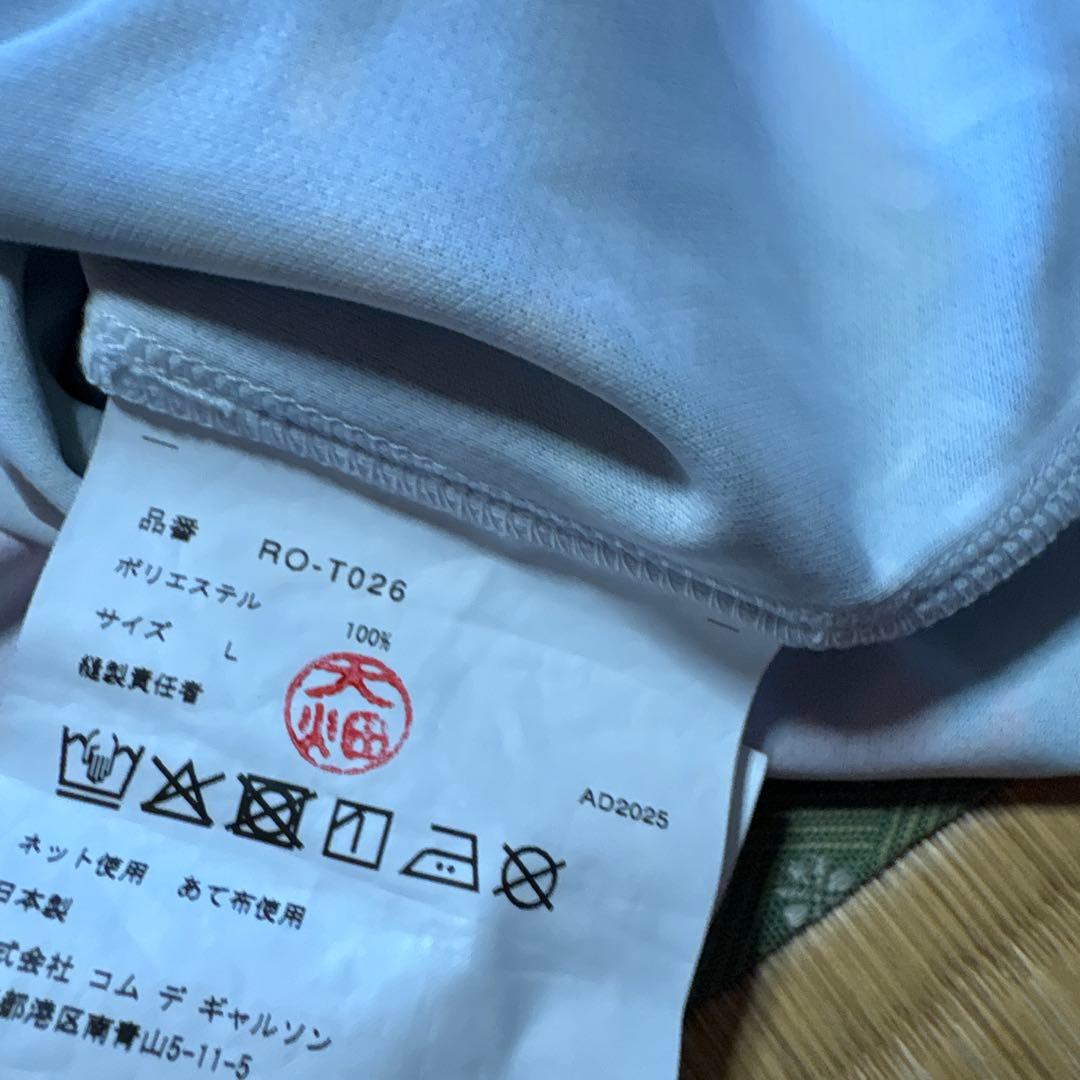 品番 RO-T026
ポリエステル 100%
サイズ L
縫製責任者
大畑
AD2025
ネット使用 あて布使用
日本製
式会社 コム デ ギャルソン
都港区南青山5-11-5